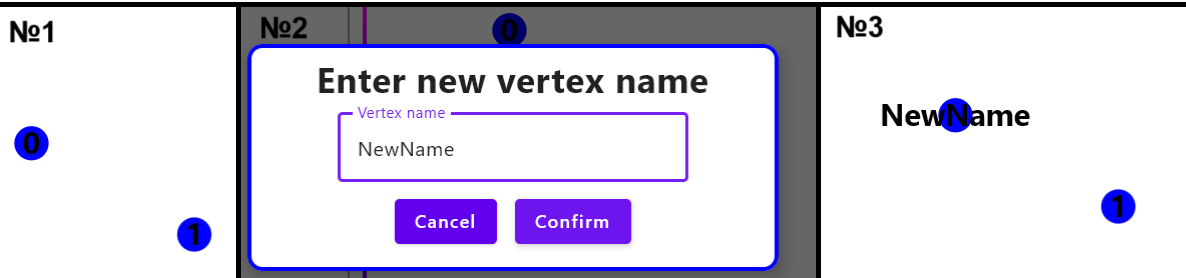 №1
0
1
№2
0
Enter new vertex name
Vertex name
NewName
Cancel Confirm
№3
NewName
1